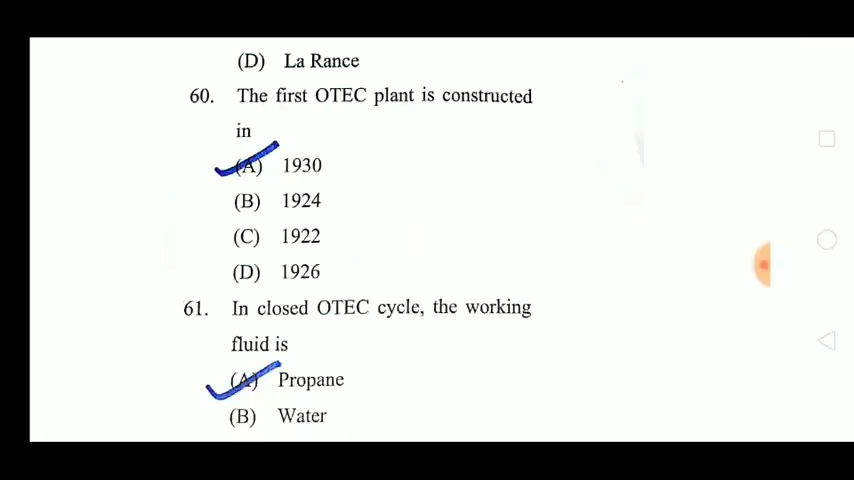 (D) La Rance
60. The first OTEC plant is constructed
in
(A) 1930
(B) 1924
(C) 1922
(D) 1926
61. In closed OTEC cycle, the working
fluid is
(A) Propane
(B) Water